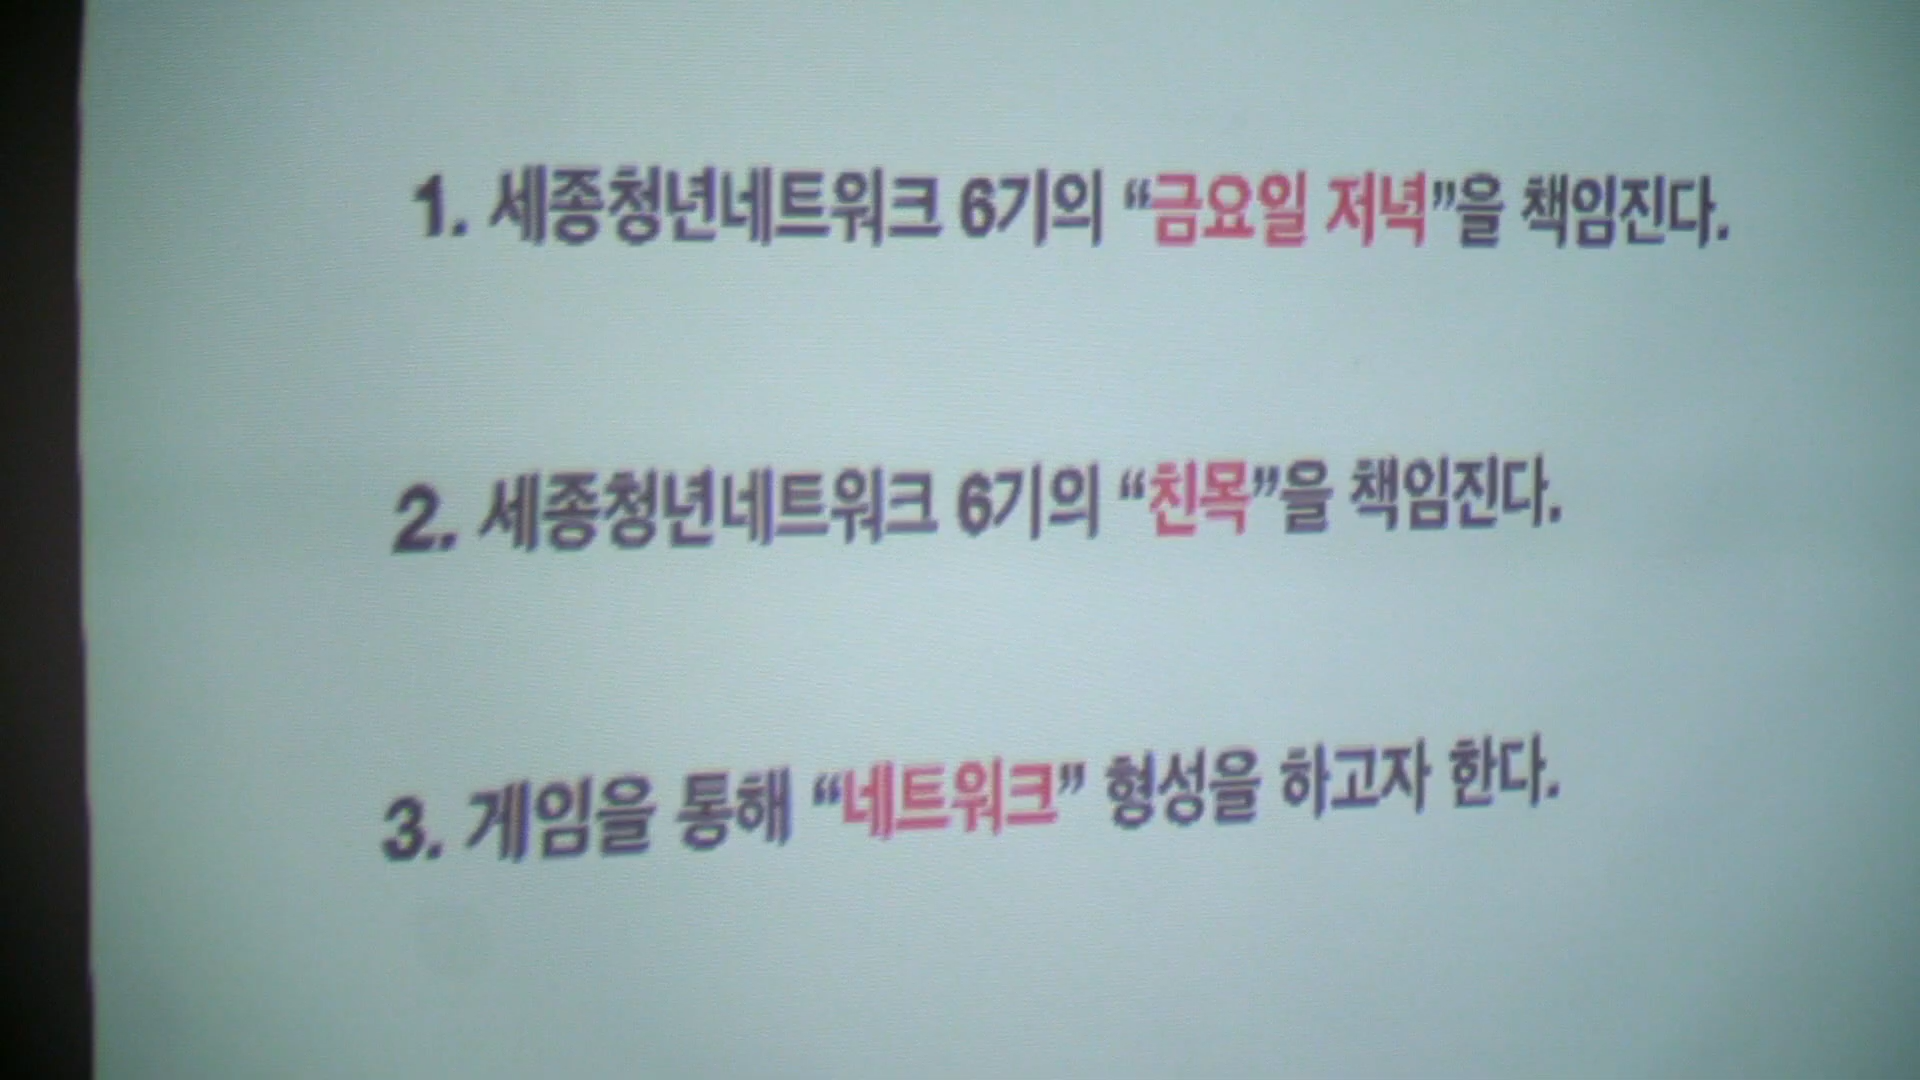 1. 세종청년네트워크 6기의 “금요일 저녁”을 책임진다.
2. 세종청년네트워크 6기의 “친목”을 책임진다.
3. 게임을 통해 “네트워크” 형성을 하고자 한다.